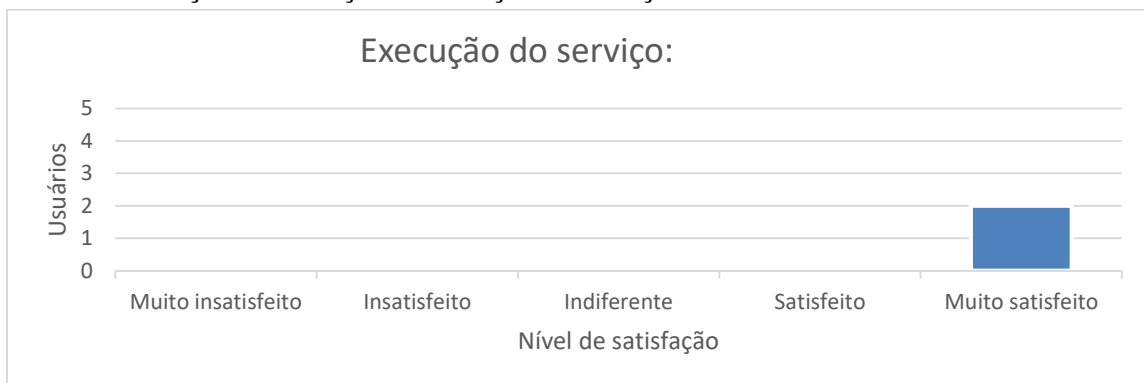 Execução do serviço:
5
4
3
2
1
0
Usuários
Muito insatisfeito Insatisfeito Indiferente Satisfeito Muito satisfeito
Nível de satisfação